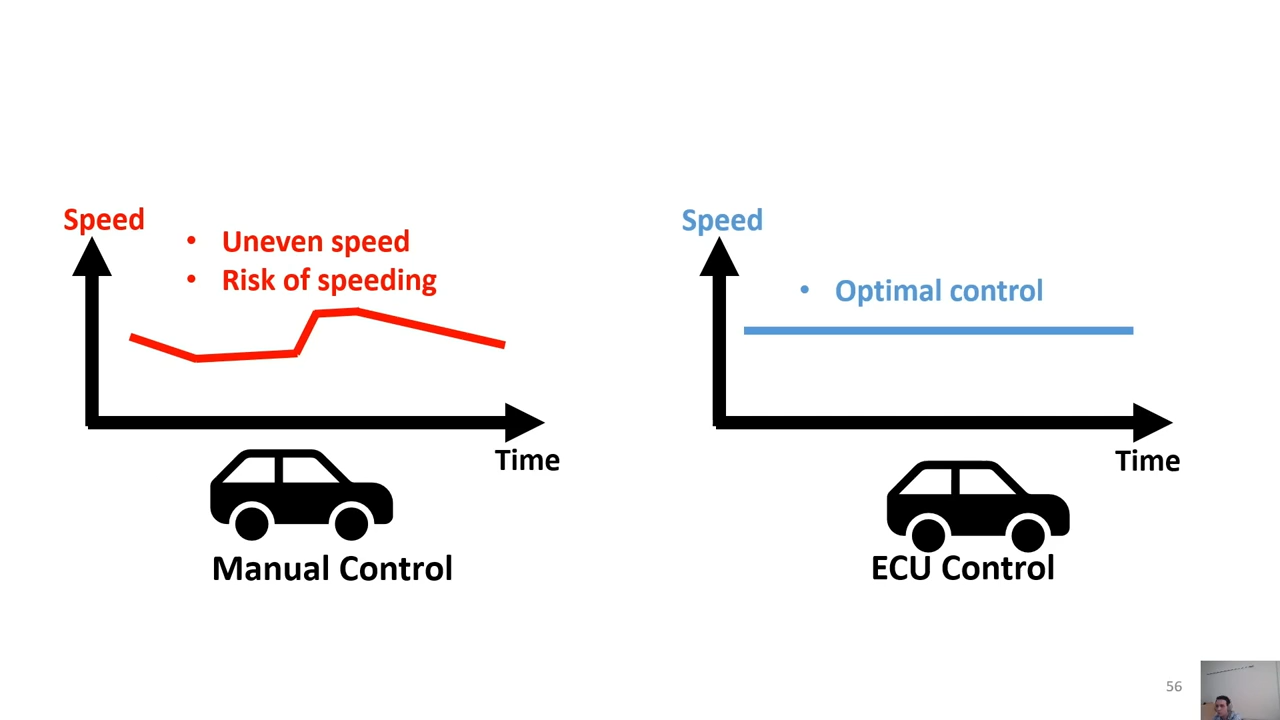 Speed
• Uneven speed
• Risk of speeding
Time
Manual Control
Speed
• Optimal control
Time
ECU Control
56